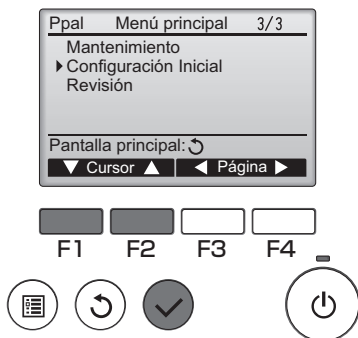 Ppal Menú principal 3/3
Mantenimiento
Configuración Inicial
Revisión
Pantalla principal:
Cursor Página
F1 F2 F3 F4